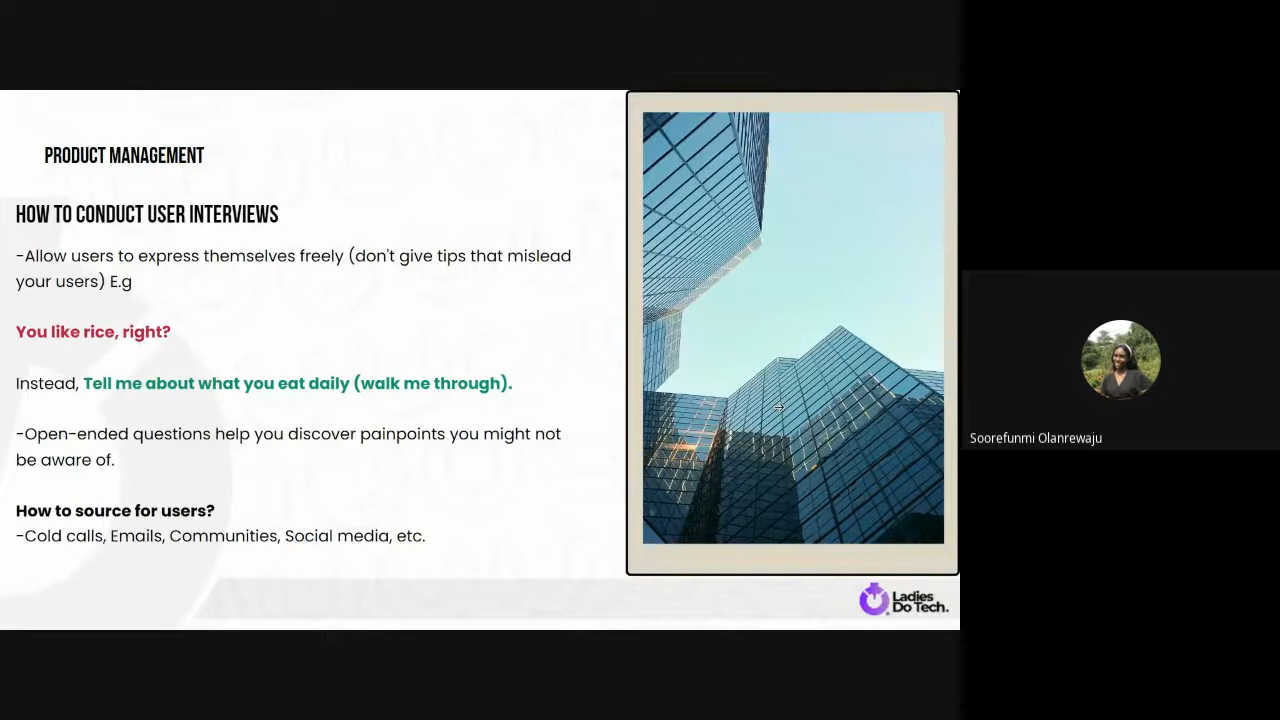 PRODUCT MANAGEMENT
HOW TO CONDUCT USER INTERVIEWS
-Allow users to express themselves freely (don't give tips that mislead
your users) E.g
You like rice, right?
Instead, Tell me about what you eat daily (walk me through).
-Open-ended questions help you discover painpoints you might not
be aware of.
How to source for users?
-Cold calls, Emails, Communities, Social media, etc.
Ladies
Do Tech.
Soorefunmi Olanrewaju